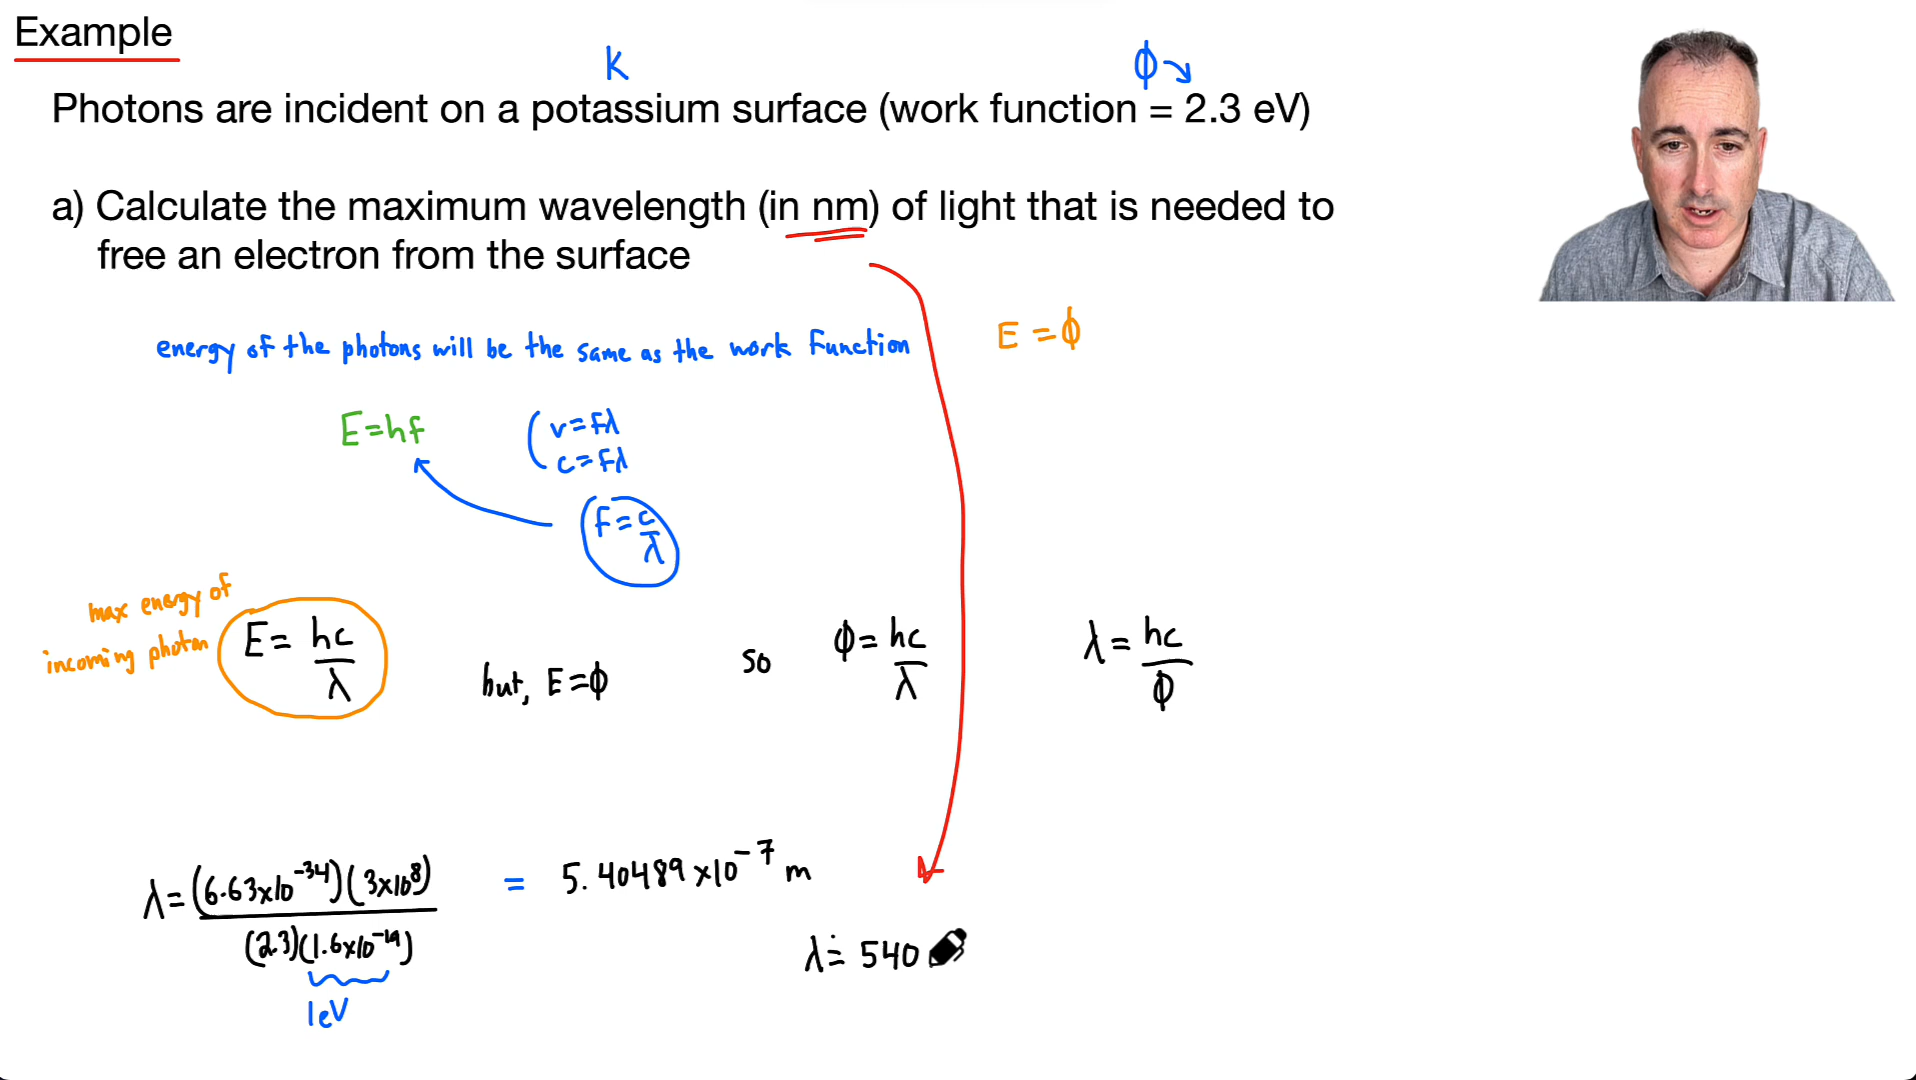 Example
K
ϕ
Photons are incident on a potassium surface (work function = 2.3 eV)
a) Calculate the maximum wavelength (in nm) of light that is needed to
free an electron from the surface
energy of the photons will be the same as the work function
E = ϕ
E=hf
v=fλ
c=fλ
f=c/λ
max energy of
incoming photon
E= hc/λ
but, E=ϕ
so
ϕ= hc/λ
λ= hc/ϕ
λ= (6.63x10⁻³⁴)(3x10⁸)/(2.3)(1.6x10⁻¹⁹)
= 5.40489 x10⁻⁷ m
1eV
λ≐ 540